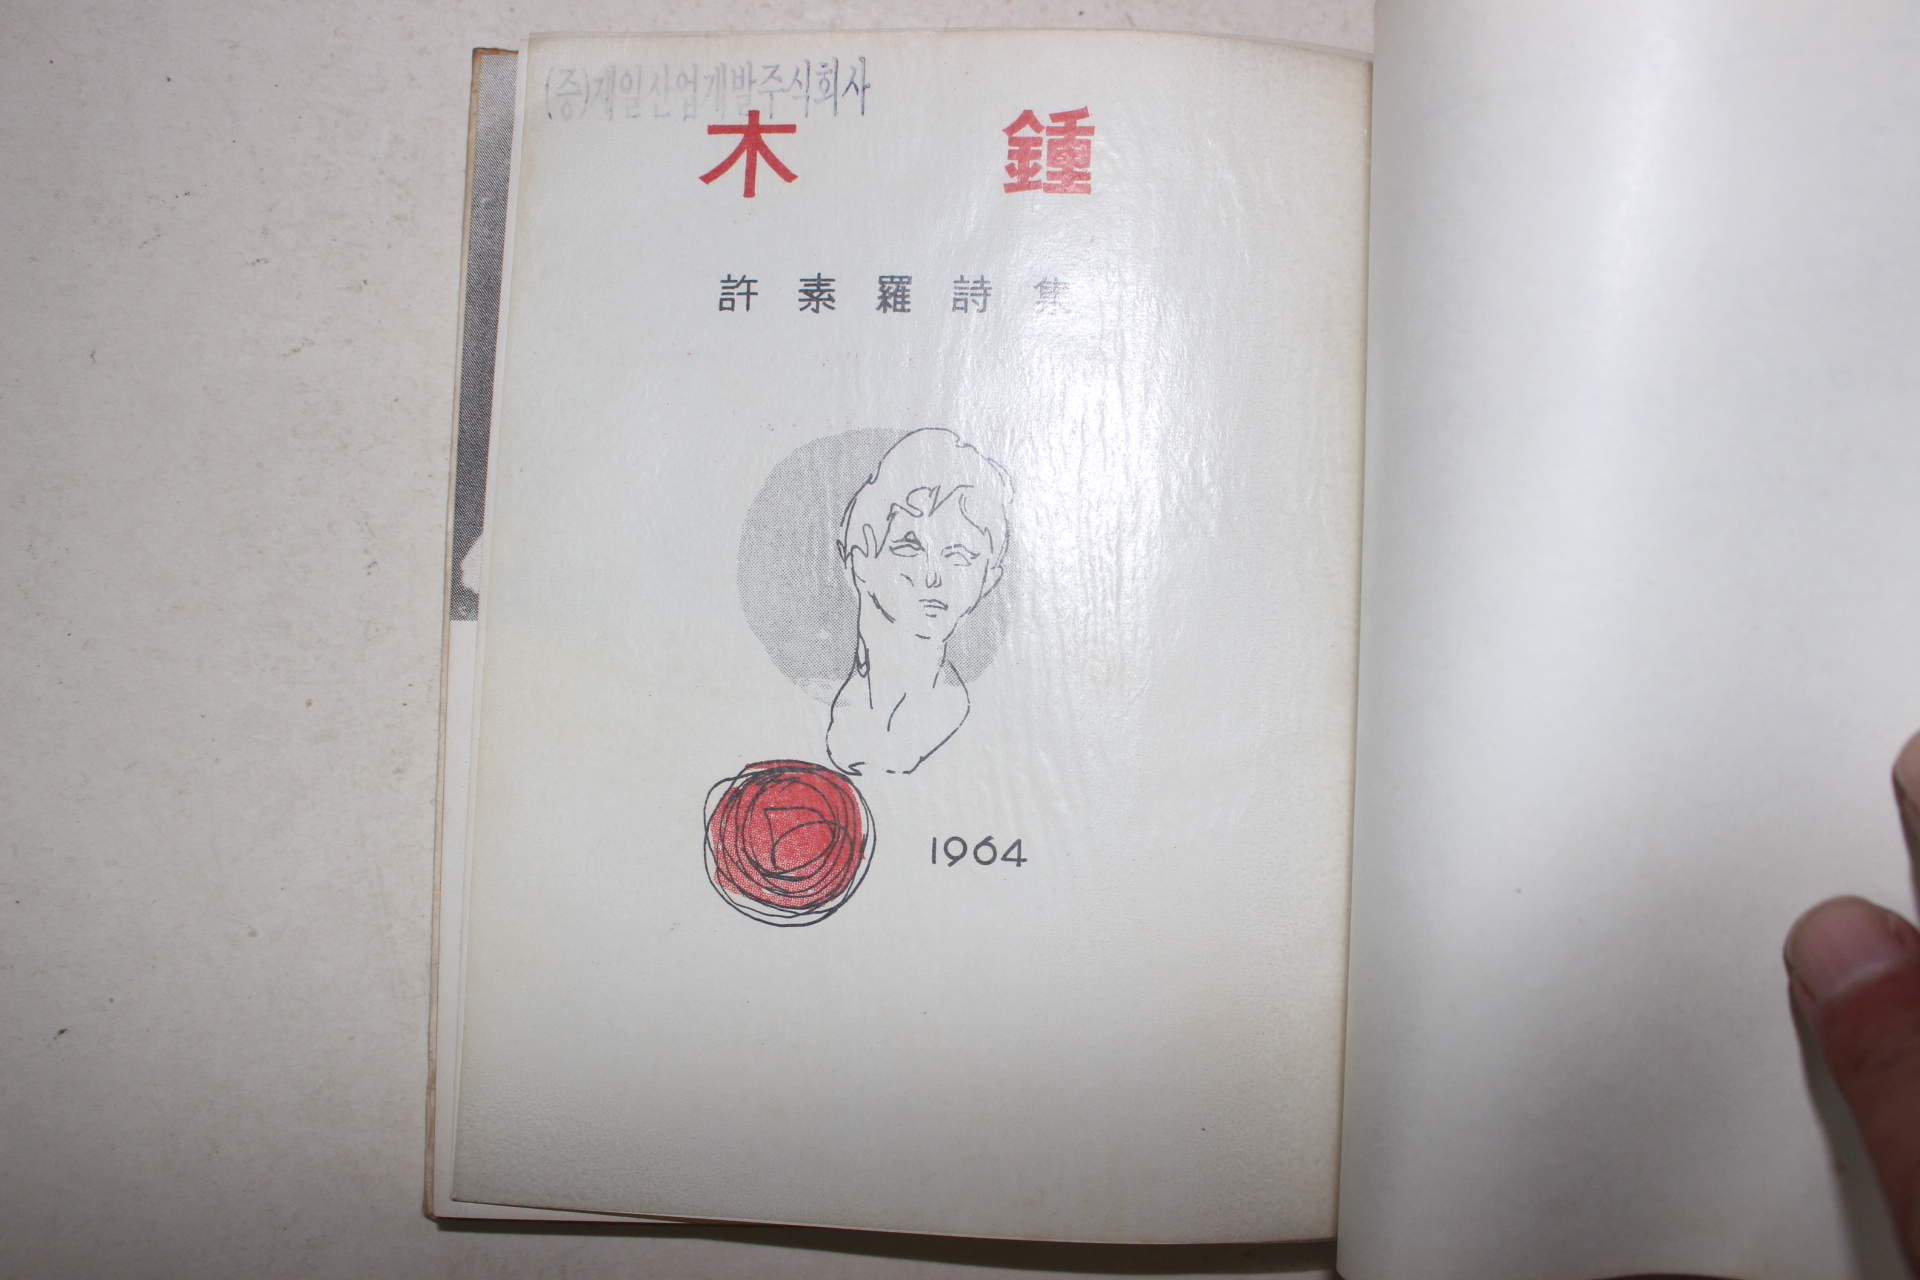 (증)제일산업개발주식회사
木 鍾
許素羅詩集
1964